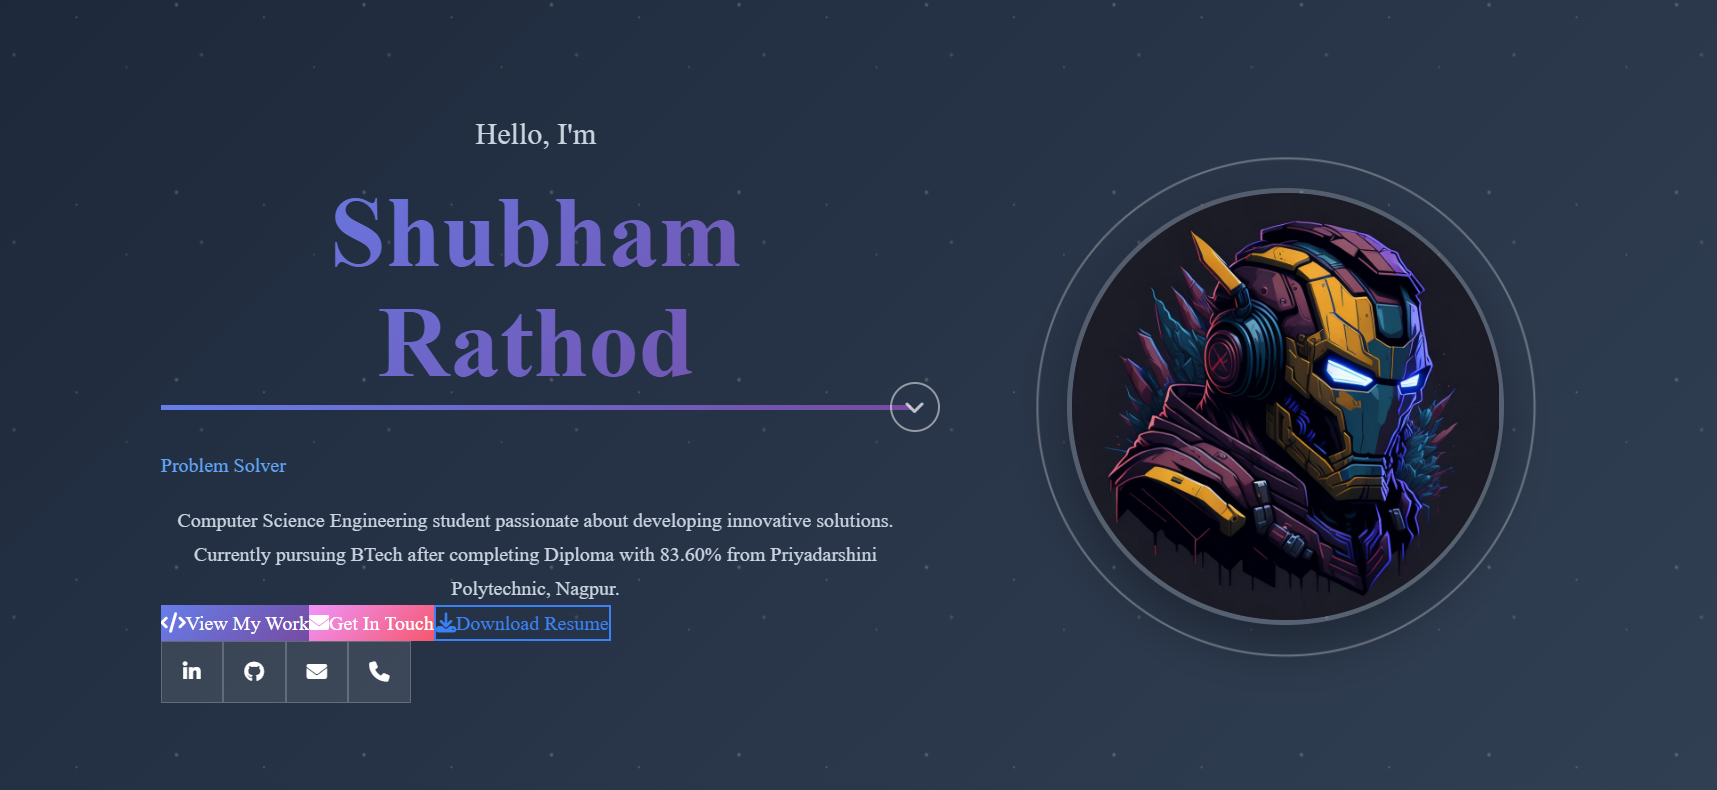 Hello, I'm
Shubham
Rathod
Problem Solver
Computer Science Engineering student passionate about developing innovative solutions.
Currently pursuing BTech after completing Diploma with 83.60% from Priyadarshini
Polytechnic, Nagpur.
View My Work Get In Touch Download Resume